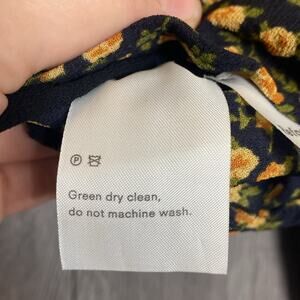 P
Green dry clean,
do not machine wash.